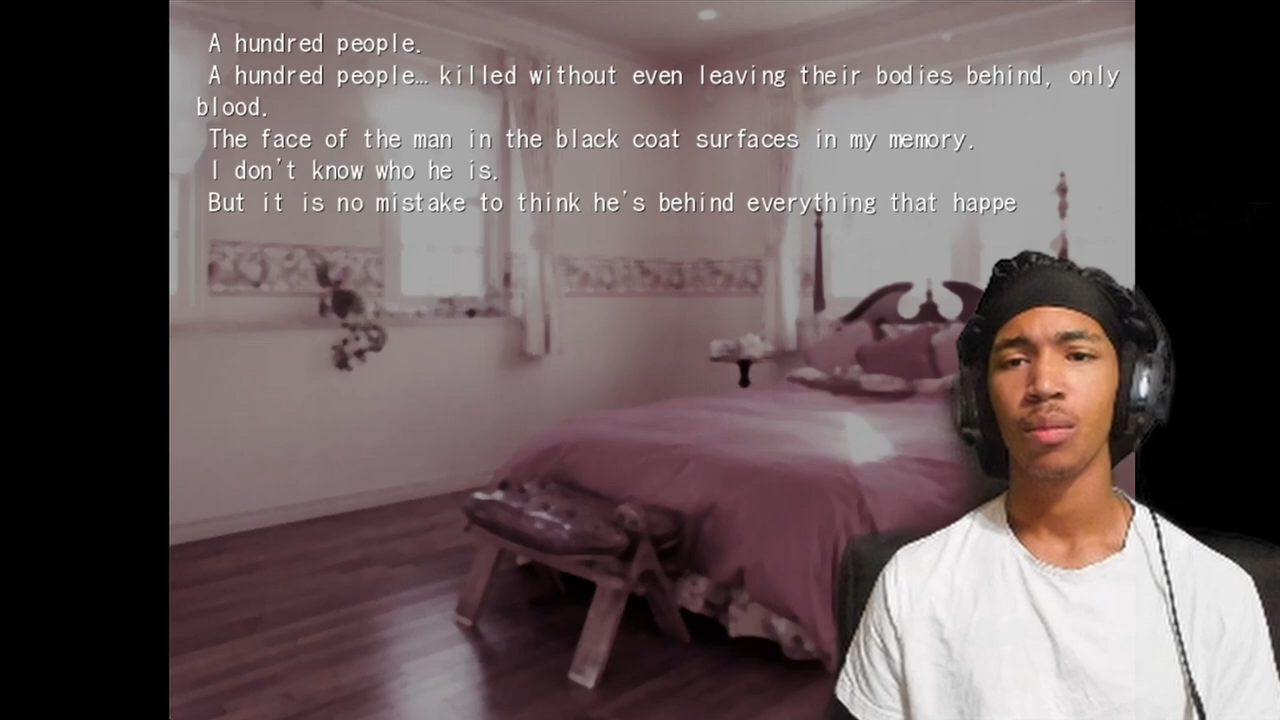 A hundred people.
A hundred people… killed without even leaving their bodies behind, only
blood.
The face of the man in the black coat surfaces in my memory.
I don't know who he is.
But it is no mistake to think he's behind everything that happe